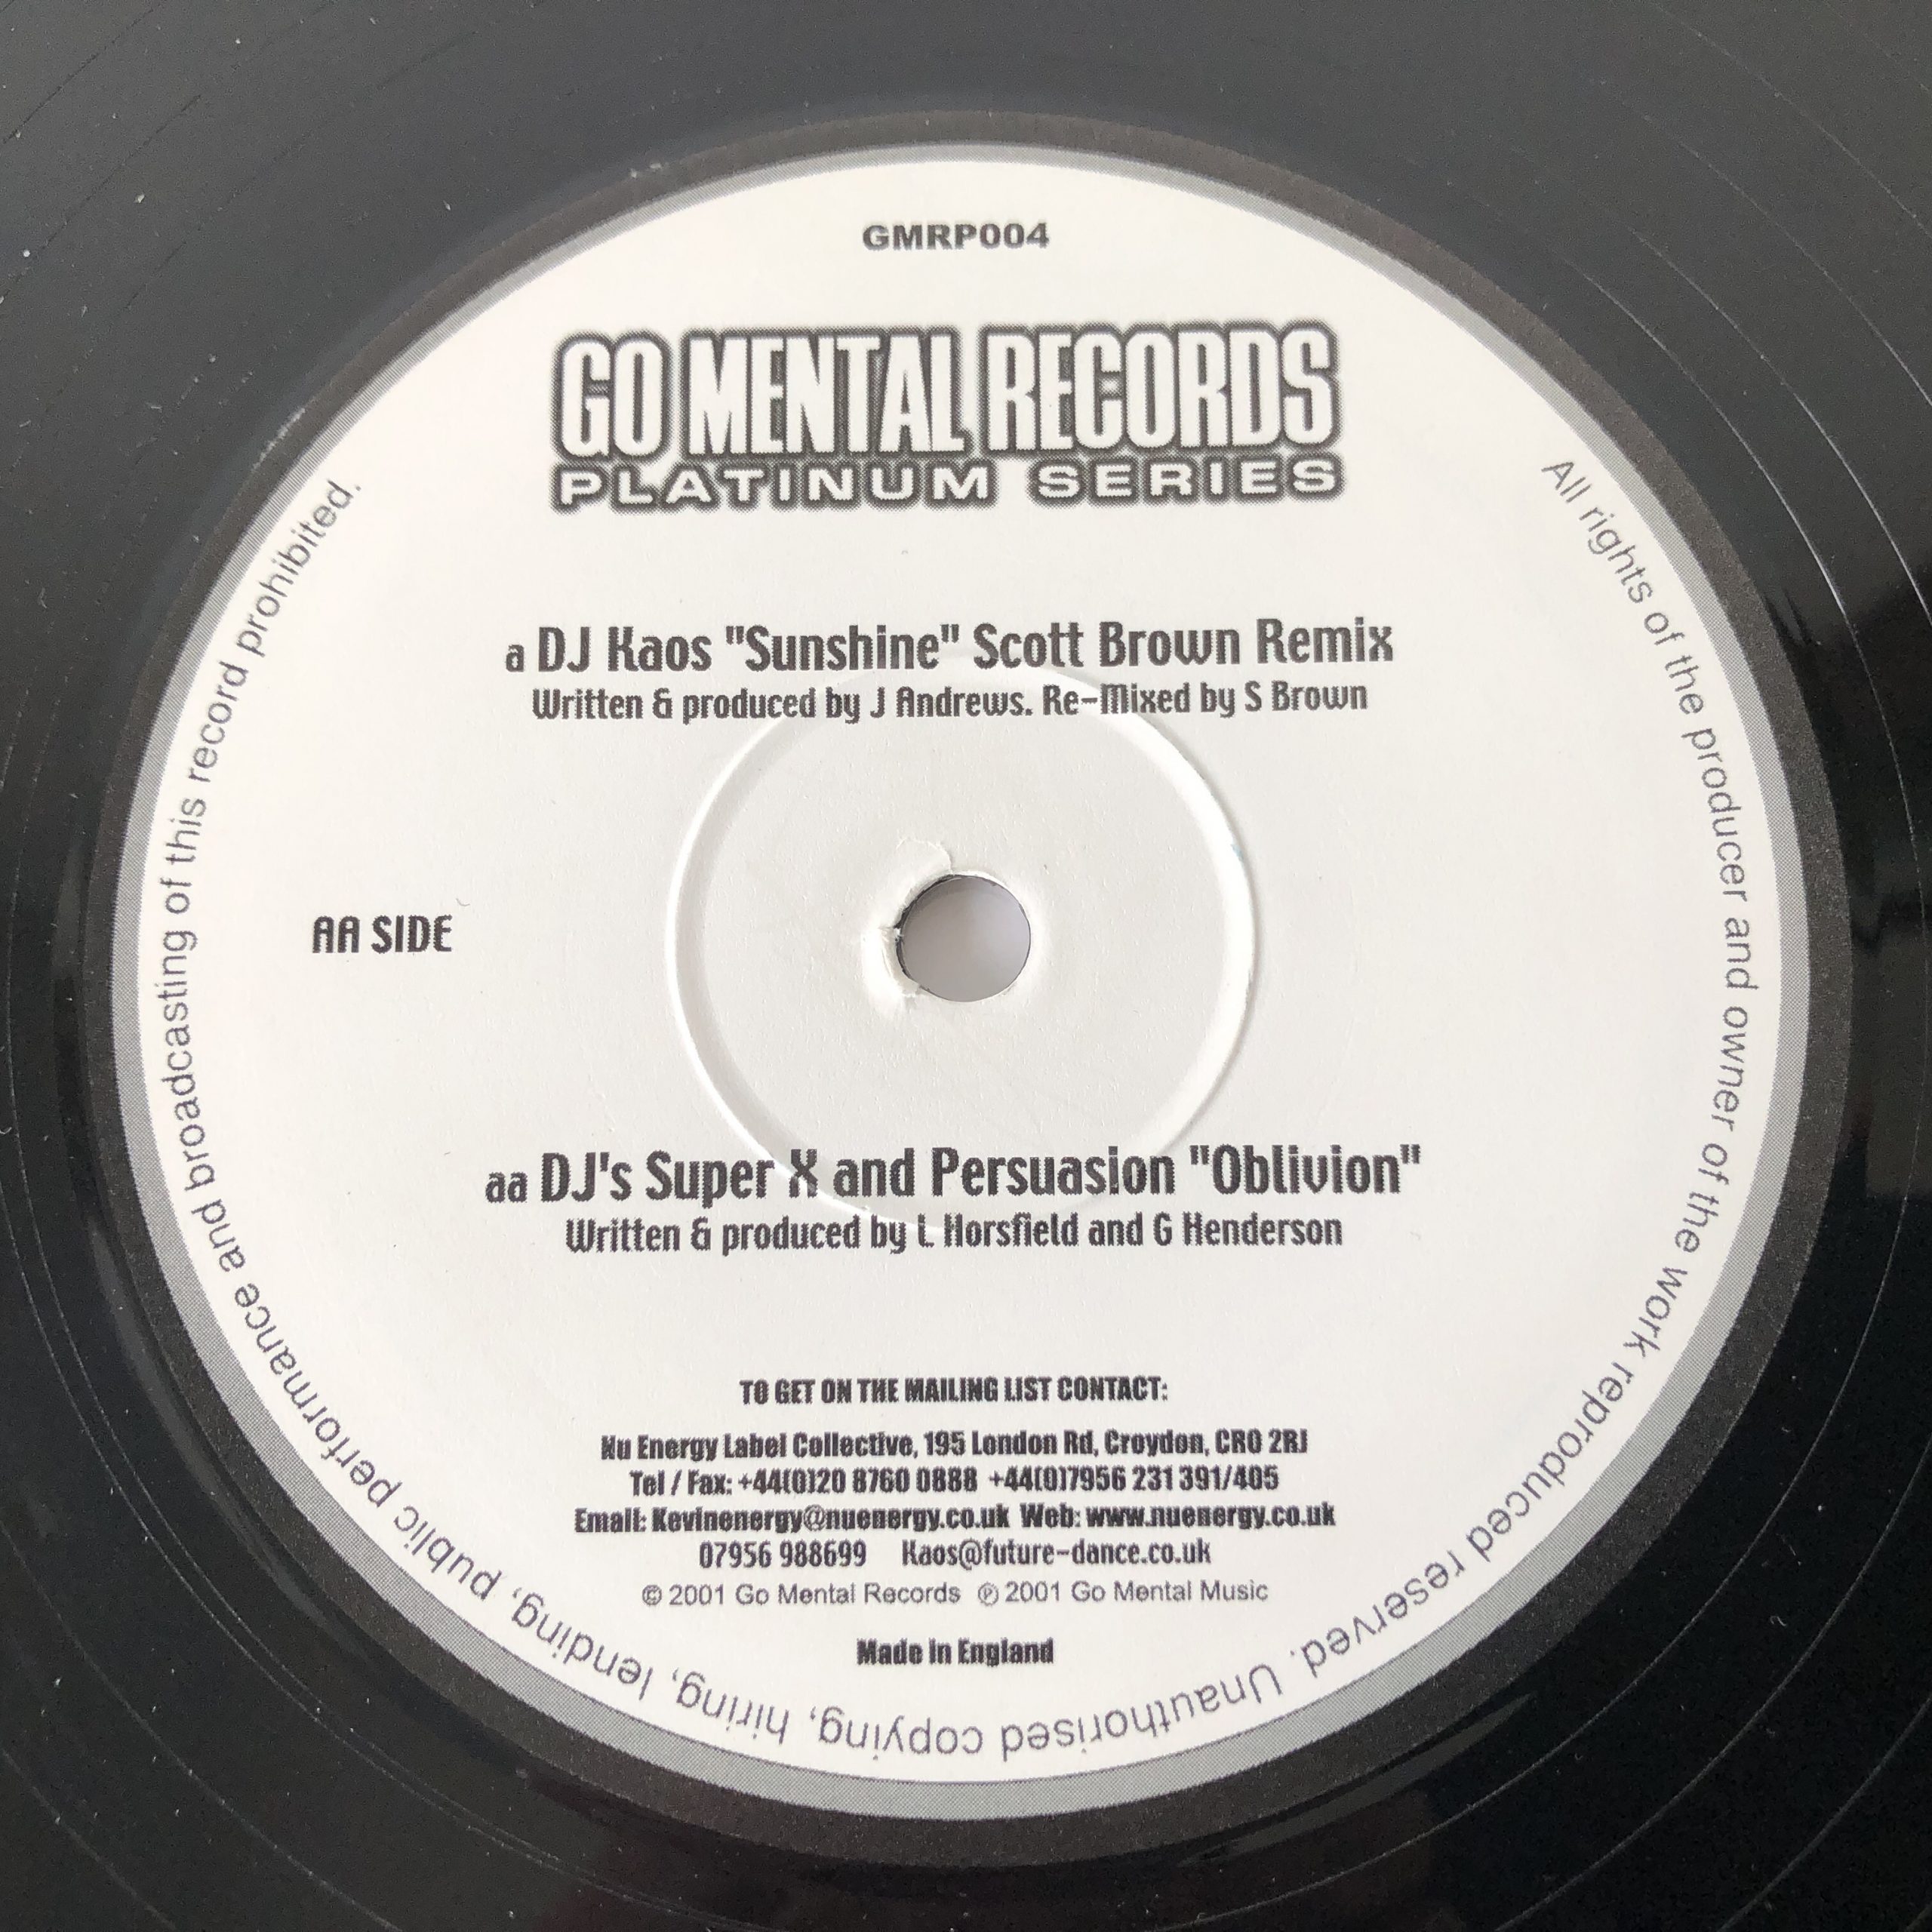 GMRP004
GO MENTAL RECORDS
PLATINUM SERIES
a DJ Kaos "Sunshine" Scott Brown Remix
Written & produced by J Andrews. Re-Mixed by S Brown
AA SIDE
aa DJ's Super X and Persuasion "Oblivion"
Written & produced by L Horsfield and G Henderson
TO GET ON THE MAILING LIST CONTACT:
Nu Energy Label Collective, 195 London Rd, Croydon, CR0 2RJ
Tel / Fax: +44(0)20 8760 0888 +44(0)7956 231 391/405
Email: Kevinenergy@nuenergy.co.uk Web: www.nuenergy.co.uk
07956 988699 Kaos@future-dance.co.uk
© 2001 Go Mental Records ℗ 2001 Go Mental Music
Made in England
All rights of the producer and owner of the work reproduced reserved. Unauthorised copying, hiring, lending, public performance and broadcasting of this record prohibited.